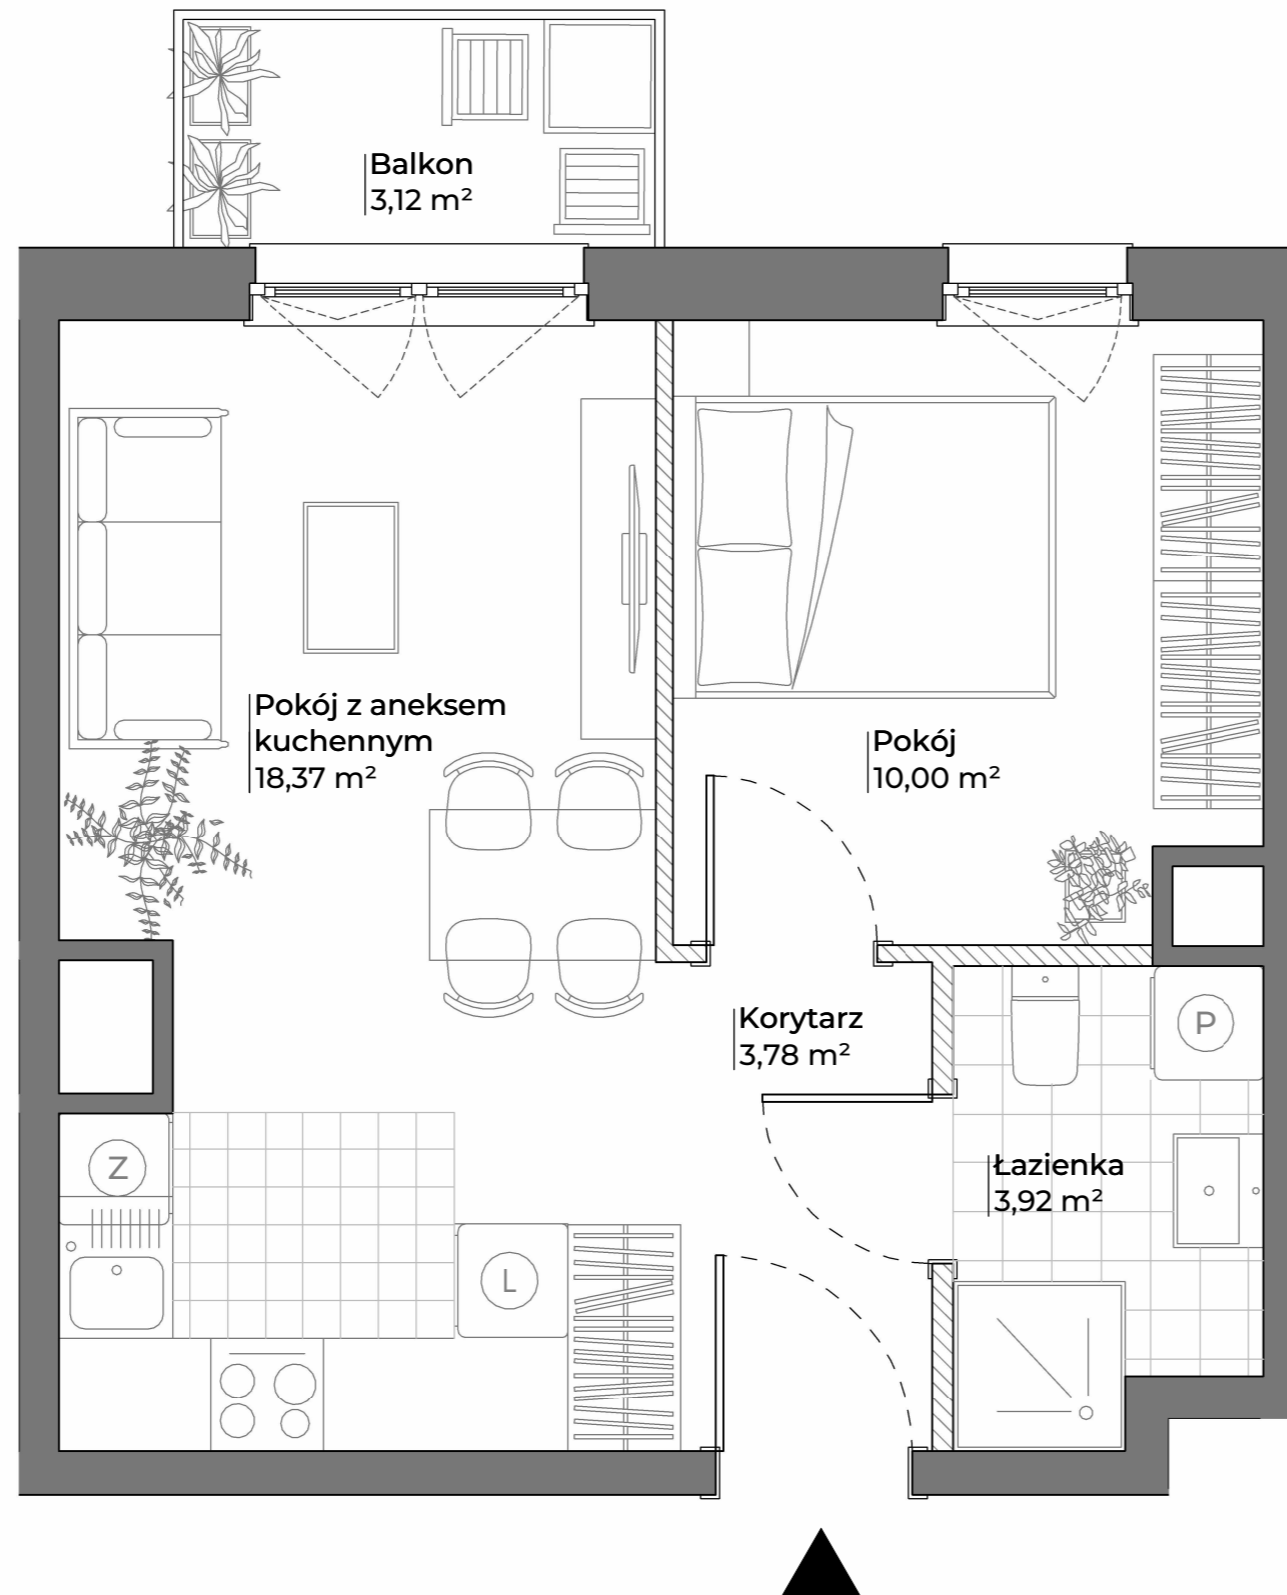 Balkon
3,12 m²
Pokój z aneksem
kuchennym
18,37 m²
Pokój
10,00 m²
Korytarz
3,78 m²
P
Łazienka
3,92 m²
Z
L